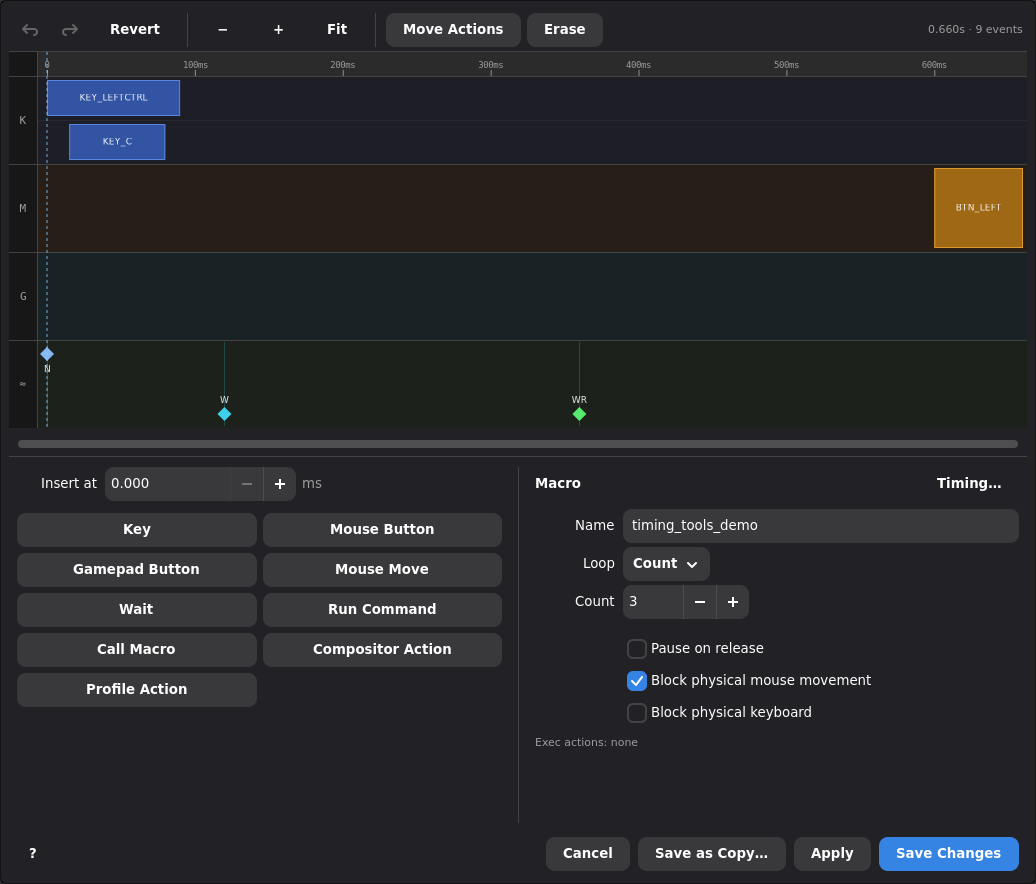 Revert − + Fit Move Actions Erase 0.660s · 9 events
0 100ms 200ms 300ms 400ms 500ms 600ms
K
KEY_LEFTCTRL
KEY_C
M
BTN_LEFT
G
≈
N
W
WR
Insert at 0.000 − + ms
Key Mouse Button
Gamepad Button Mouse Move
Wait Run Command
Call Macro Compositor Action
Profile Action
Macro Timing...
Name timing_tools_demo
Loop Count
Count 3 − +
Pause on release
Block physical mouse movement
Block physical keyboard
Exec actions: none
? Cancel Save as Copy... Apply Save Changes